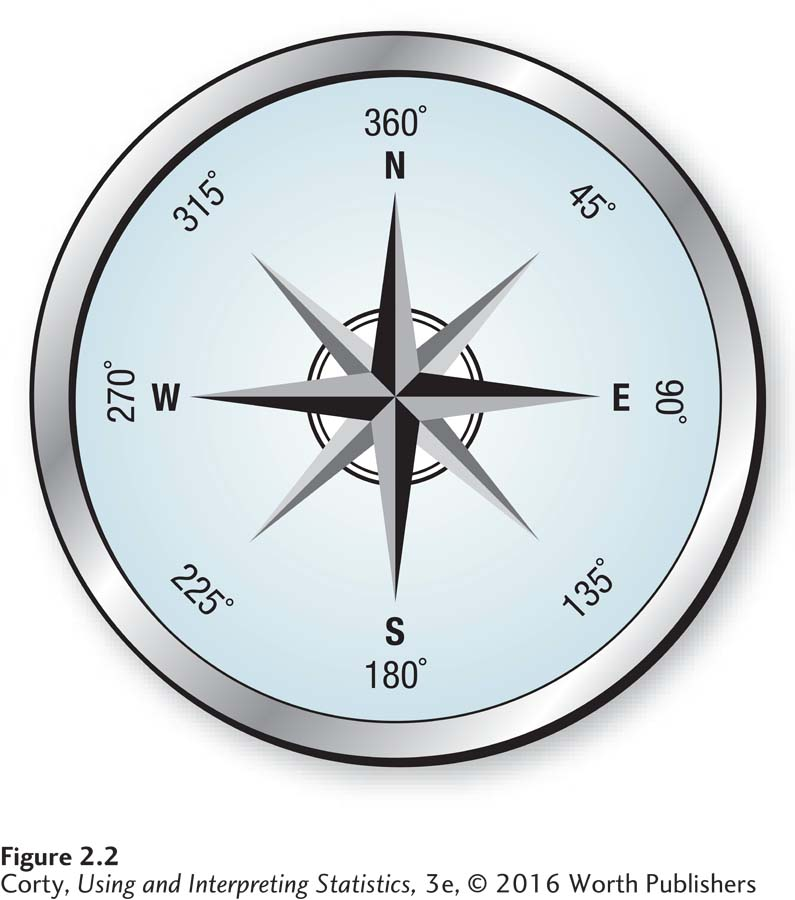 360°
N
315°
45°
270°
W
E
90°
225°
135°
S
180°
Figure 2.2
Corty, Using and Interpreting Statistics, 3e, © 2016 Worth Publishers